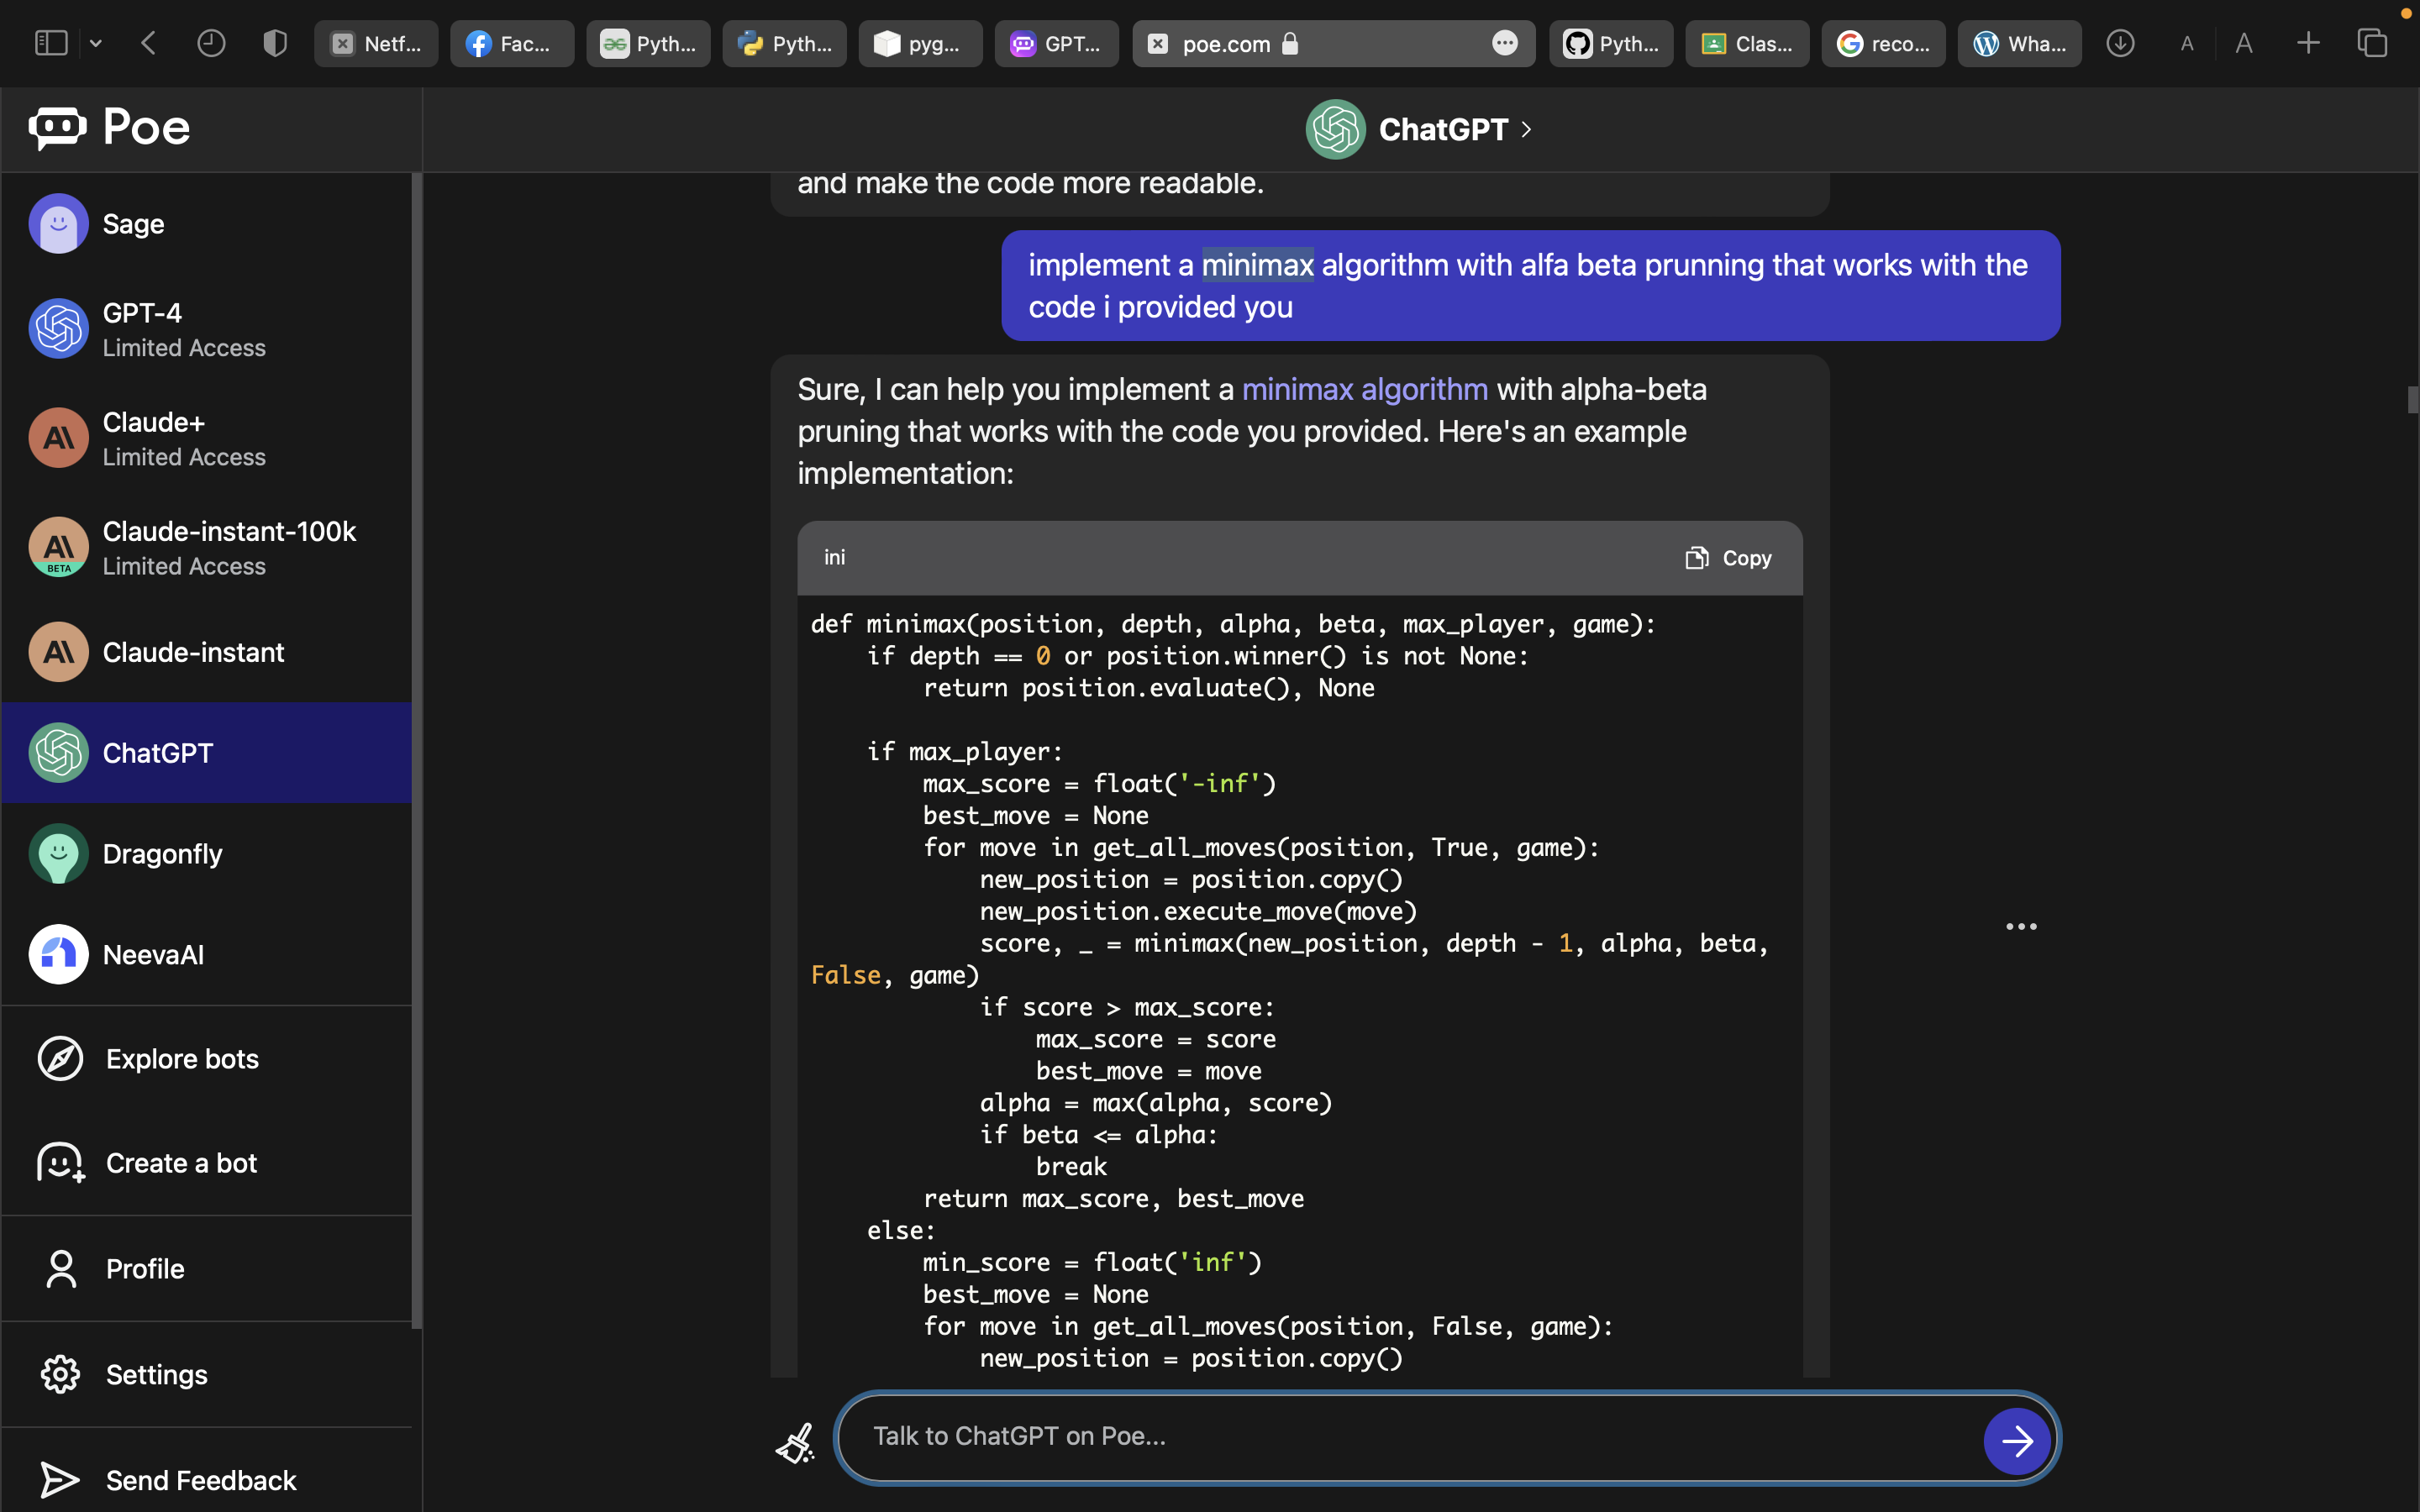 Netf...
Fac...
Pyth...
Pyth...
pyg...
GPT...
poe.com
Pyth...
Clas...
reco...
Wha...
A
A
Poe
ChatGPT
Sage
GPT-4
Limited Access
Claude+
Limited Access
Claude-instant-100k
Limited Access
BETA
Claude-instant
ChatGPT
Dragonfly
NeevaAI
Explore bots
Create a bot
Profile
Settings
Send Feedback
and make the code more readable.
implement a minimax algorithm with alfa beta prunning that works with the
code i provided you
Sure, I can help you implement a minimax algorithm with alpha-beta
pruning that works with the code you provided. Here's an example
implementation:
ini
Copy
def minimax(position, depth, alpha, beta, max_player, game):
    if depth == 0 or position.winner() is not None:
        return position.evaluate(), None
    if max_player:
        max_score = float('-inf')
        best_move = None
        for move in get_all_moves(position, True, game):
            new_position = position.copy()
            new_position.execute_move(move)
            score, _ = minimax(new_position, depth - 1, alpha, beta,
False, game)
            if score > max_score:
                max_score = score
                best_move = move
            alpha = max(alpha, score)
            if beta <= alpha:
                break
        return max_score, best_move
    else:
        min_score = float('inf')
        best_move = None
        for move in get_all_moves(position, False, game):
            new_position = position.copy()
Talk to ChatGPT on Poe...